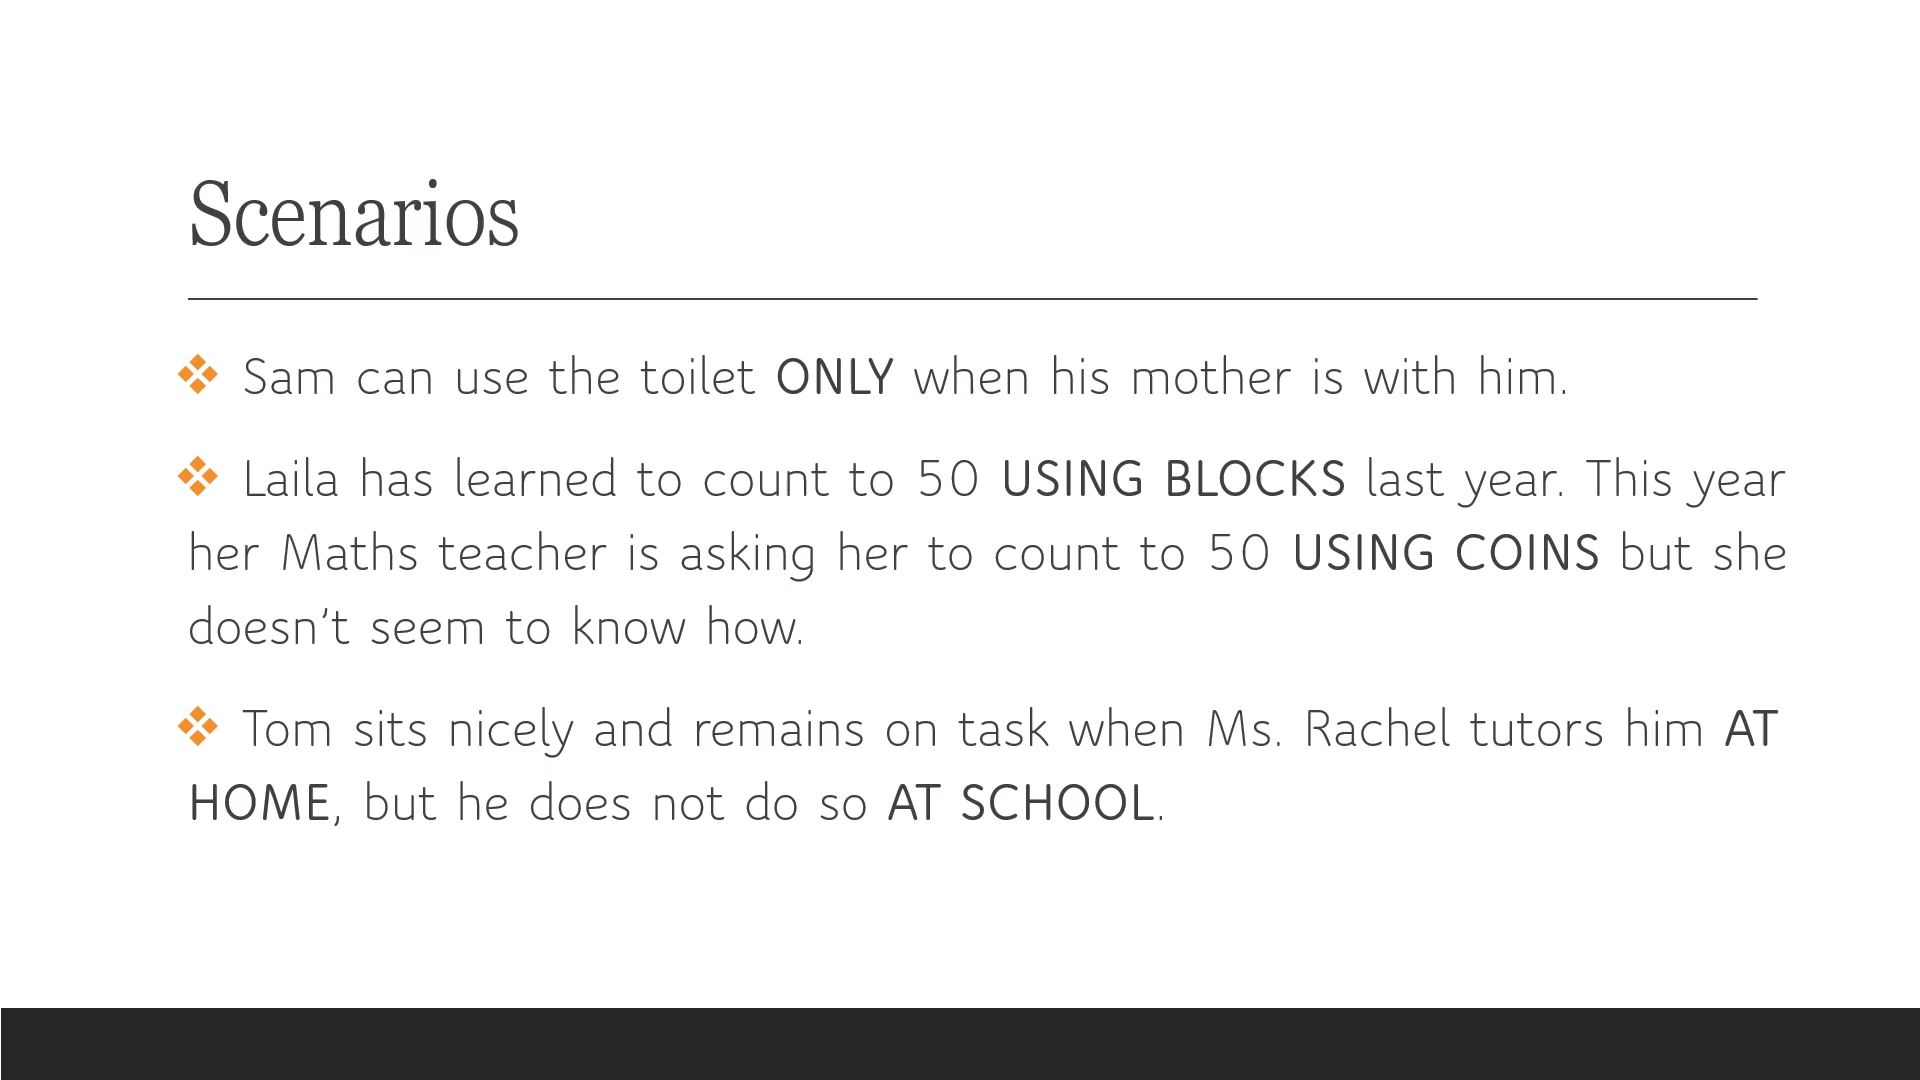 Scenarios
❖ Sam can use the toilet ONLY when his mother is with him.
❖ Laila has learned to count to 50 USING BLOCKS last year. This year
her Maths teacher is asking her to count to 50 USING COINS but she
doesn’t seem to know how.
❖ Tom sits nicely and remains on task when Ms. Rachel tutors him AT
HOME, but he does not do so AT SCHOOL.